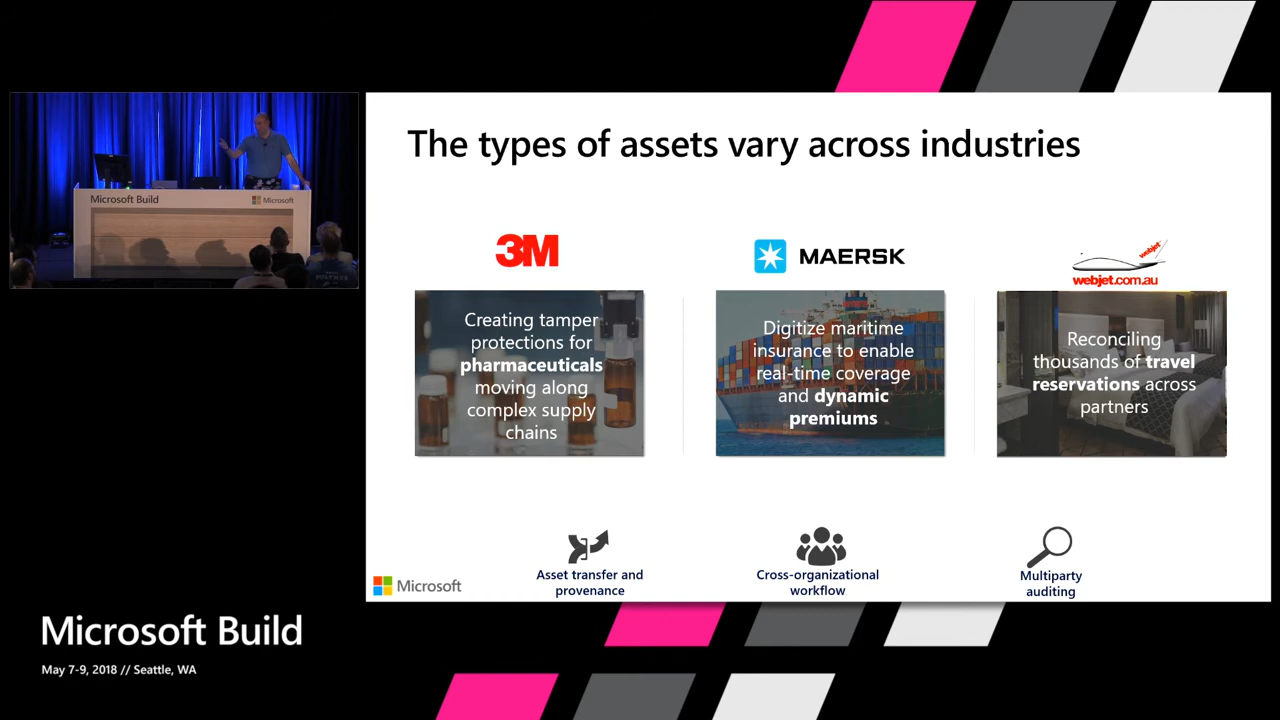 Microsoft Build
Microsoft
The types of assets vary across industries
3M
MAERSK
webjet
webjet.com.au
Creating tamper
protections for
pharmaceuticals
moving along
complex supply
chains
Digitize maritime
insurance to enable
real-time coverage
and dynamic
premiums
Reconciling
thousands of travel
reservations across
partners
Asset transfer and
provenance
Cross-organizational
workflow
Multiparty
auditing
Microsoft
Microsoft Build
May 7-9, 2018 // Seattle, WA